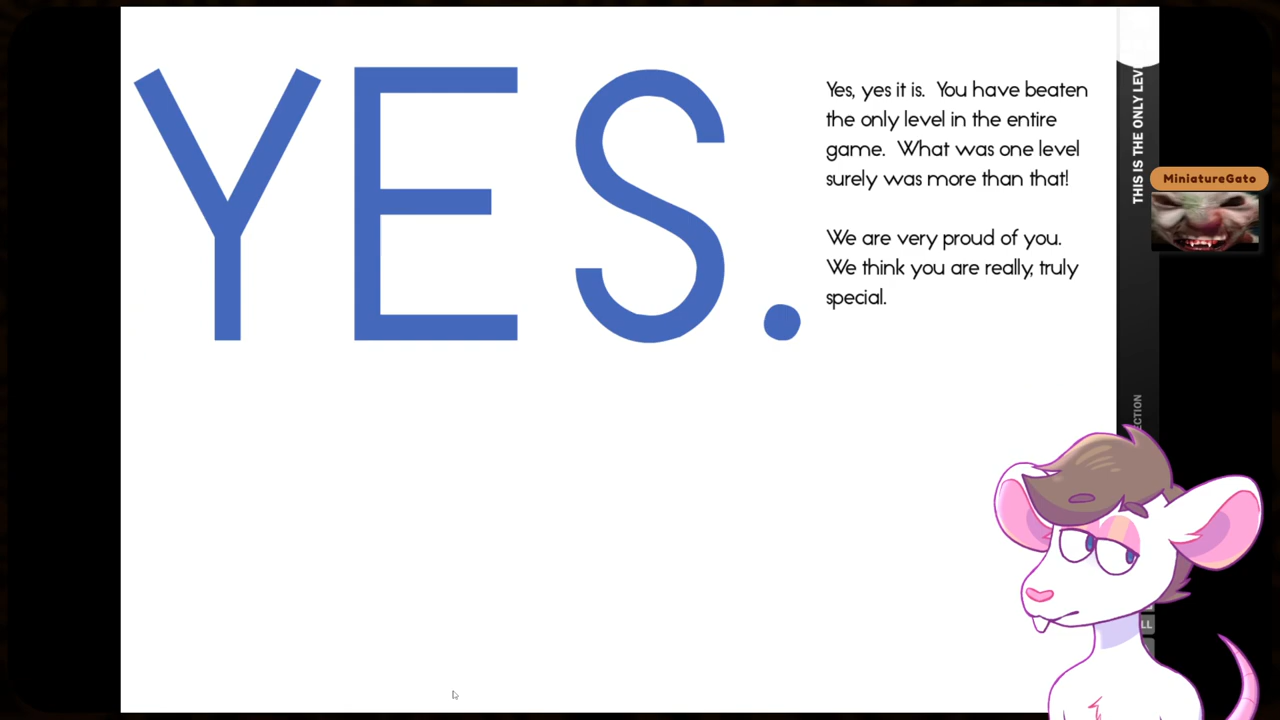 YES.
Yes, yes it is. You have beaten
the only level in the entire
game. What was one level
surely was more than that!
We are very proud of you.
We think you are really, truly
special.
THIS IS THE ONLY LEVE
MiniatureGato
ECTION